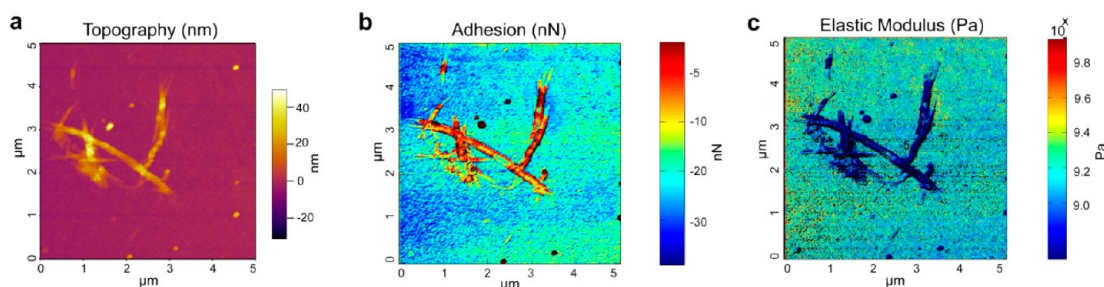 a
Topography (nm)
5
4
3
2
1
0
μm
0 1 2 3 4 5
μm
40
20
0
-20
nm
b
Adhesion (nN)
5
4
3
2
1
0
μm
0 1 2 3 4 5
μm
-5
-10
-20
-30
nN
c
Elastic Modulus (Pa)
5
4
3
2
1
0
μm
0 1 2 3 4 5
μm
10^x
9.8
9.6
9.4
9.2
9.0
Pa